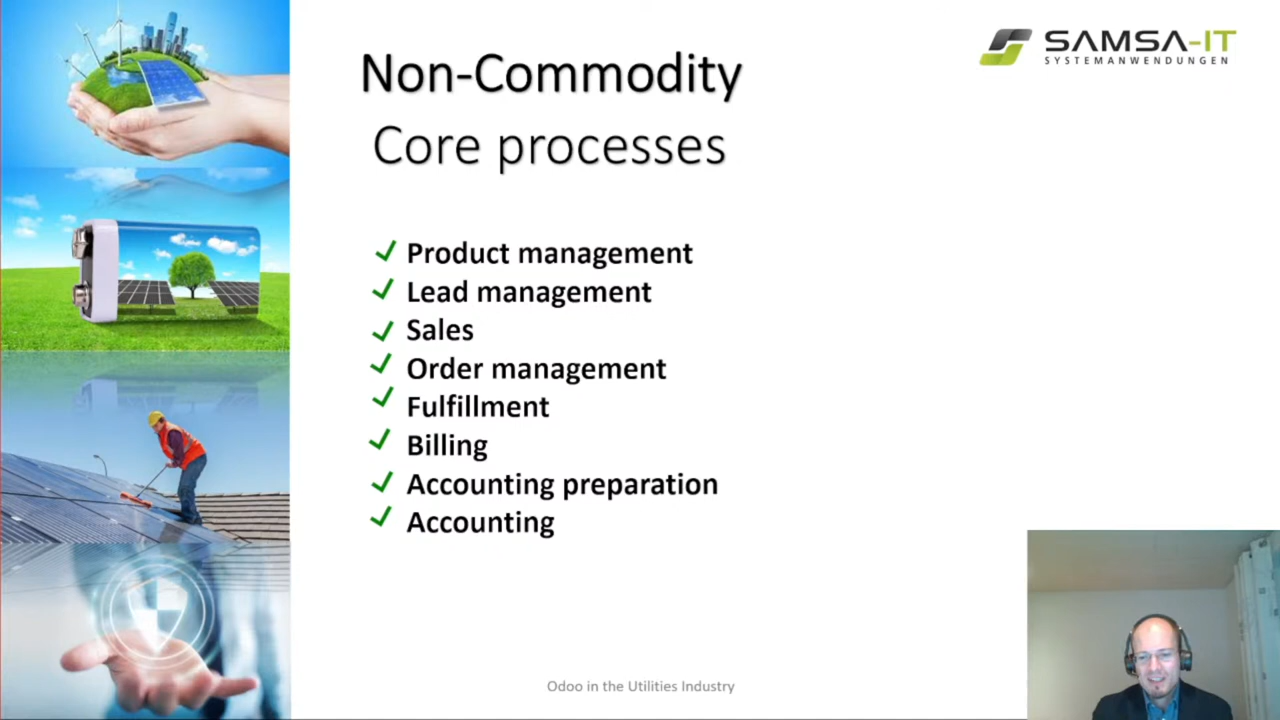 SAMSA-IT
SYSTEMANWENDUNGEN
Non-Commodity
Core processes
Product management
Lead management
Sales
Order management
Fulfillment
Billing
Accounting preparation
Accounting
Odoo in the Utilities Industry